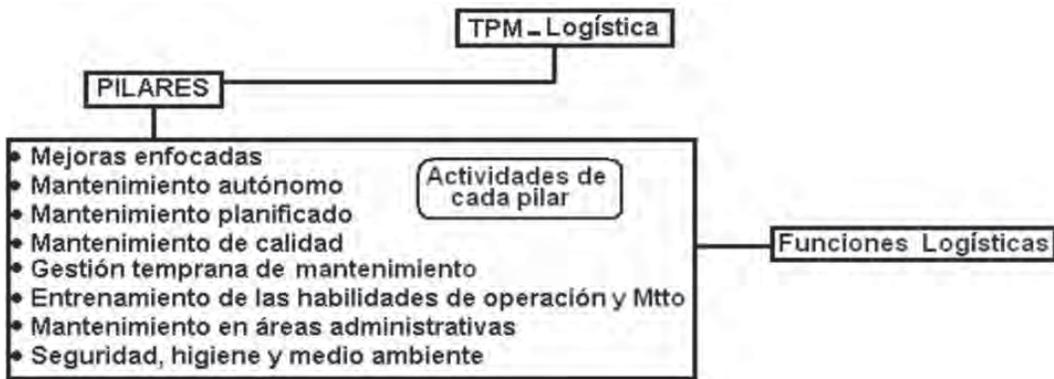 TPM - Logística
PILARES
• Mejoras enfocadas
• Mantenimiento autónomo
• Mantenimiento planificado
• Mantenimiento de calidad
• Gestión temprana de mantenimiento
• Entrenamiento de las habilidades de operación y Mtto
• Mantenimiento en áreas administrativas
• Seguridad, higiene y medio ambiente
Actividades de
cada pilar
Funciones Logísticas